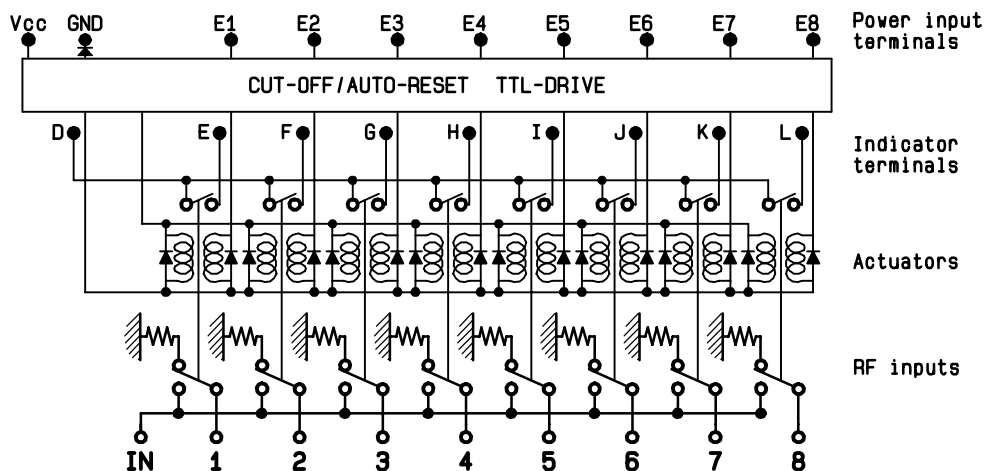 Vcc GND E1 E2 E3 E4 E5 E6 E7 E8 Power input
terminals
CUT-OFF/AUTO-RESET TTL-DRIVE
D E F G H I J K L Indicator
terminals
Actuators
RF inputs
IN 1 2 3 4 5 6 7 8